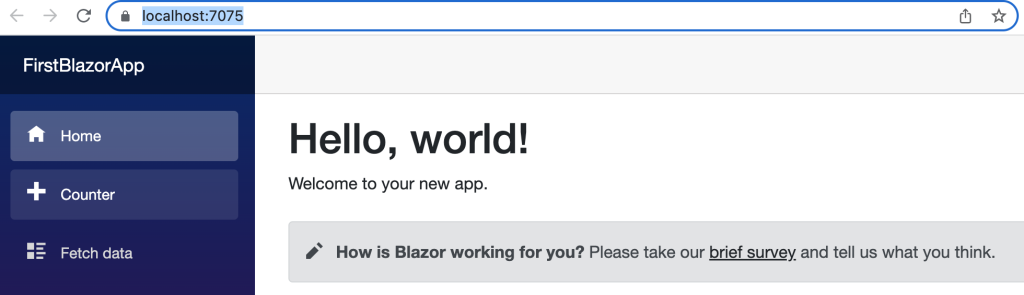 localhost:7075
FirstBlazorApp
Home
Counter
Fetch data
Hello, world!
Welcome to your new app.
How is Blazor working for you? Please take our brief survey and tell us what you think.